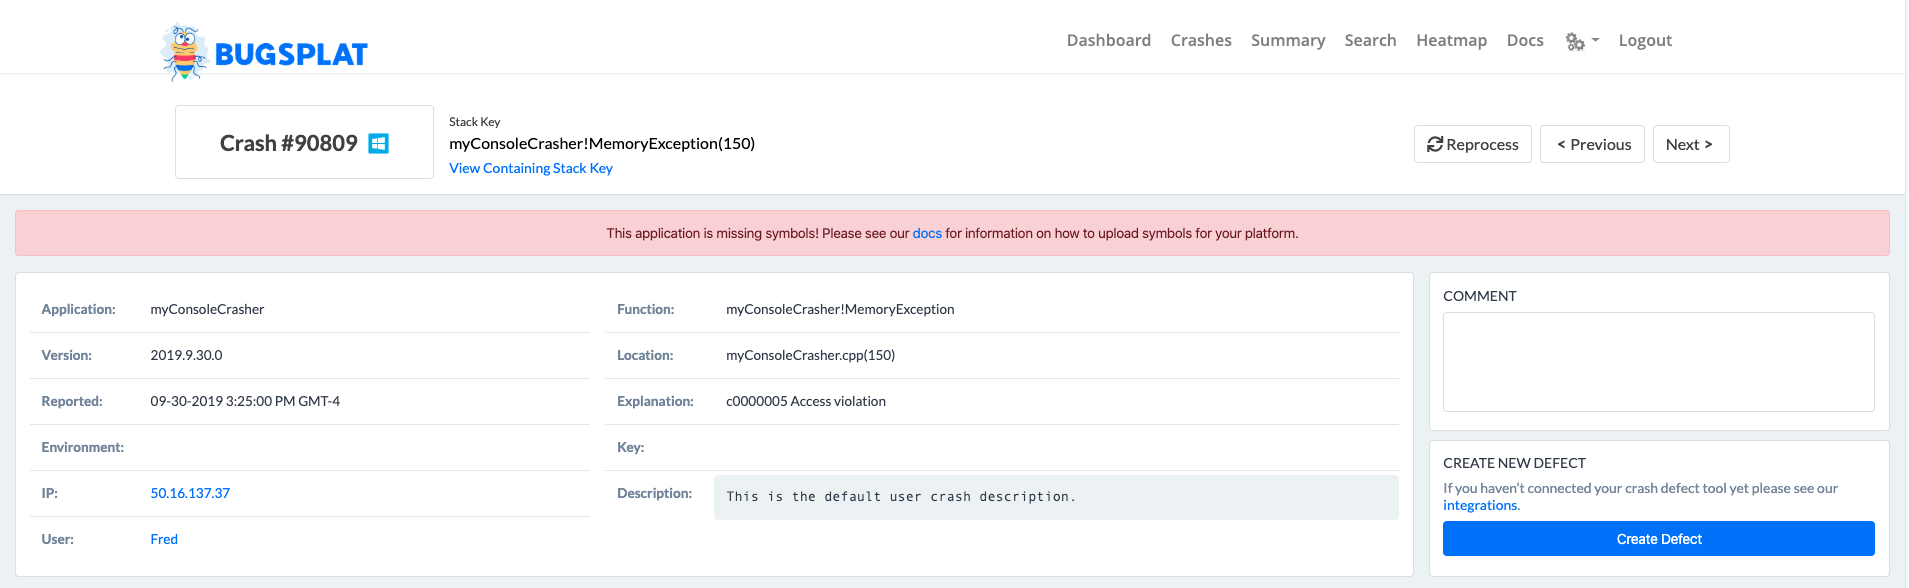 BUGSPLAT
Dashboard Crashes Summary Search Heatmap Docs Logout
Crash #90809
Stack Key
myConsoleCrasher!MemoryException(150)
View Containing Stack Key
Reprocess < Previous Next >
This application is missing symbols! Please see our docs for information on how to upload symbols for your platform.
Application: myConsoleCrasher
Version: 2019.9.30.0
Reported: 09-30-2019 3:25:00 PM GMT-4
Environment:
IP: 50.16.137.37
User: Fred
Function: myConsoleCrasher!MemoryException
Location: myConsoleCrasher.cpp(150)
Explanation: c0000005 Access violation
Key:
Description: This is the default user crash description.
COMMENT
CREATE NEW DEFECT
If you haven't connected your crash defect tool yet please see our
integrations.
Create Defect